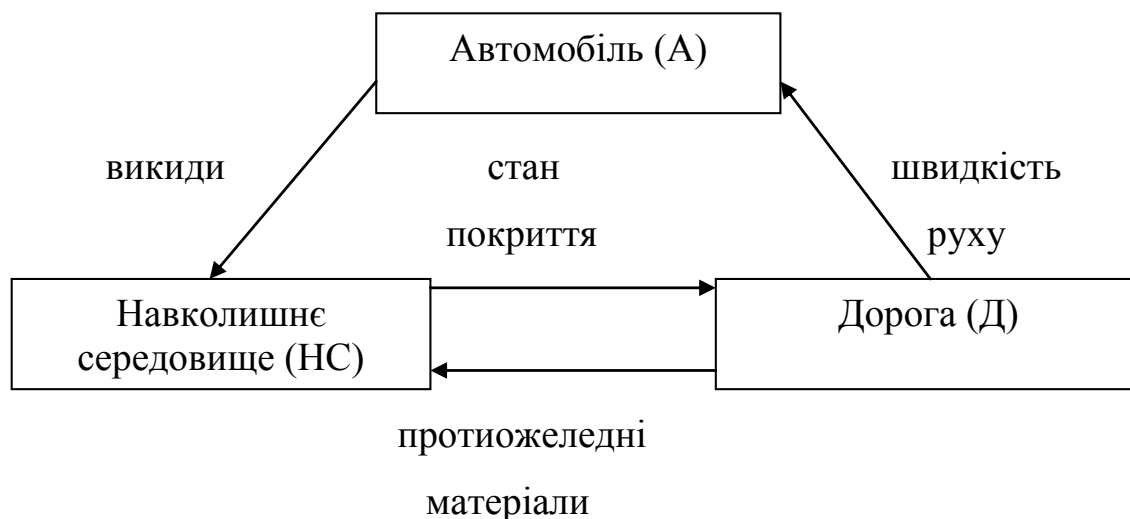 Автомобіль (А)
викиди
стан
покриття
швидкість
руху
Навколишнє
середовище (НС)
Дорога (Д)
протиожеледні
матеріали